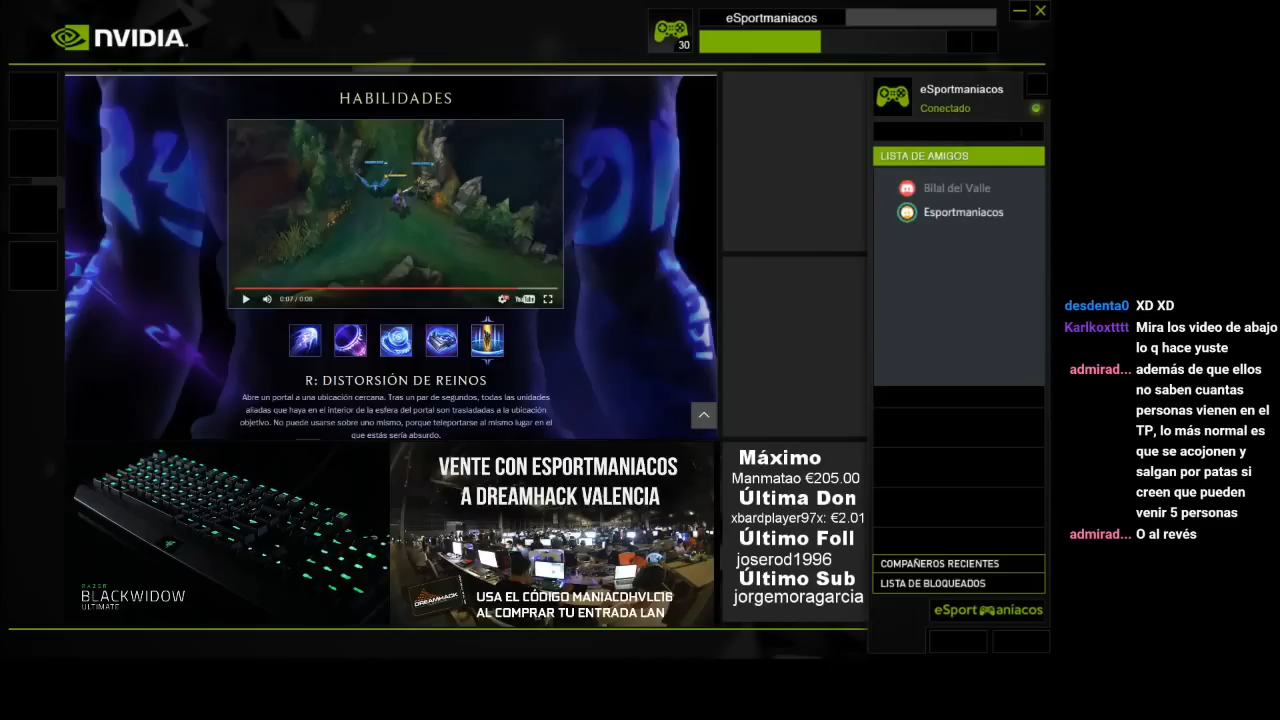 NVIDIA.
eSportmaniacos
30
HABILIDADES
0:07 / 0:08
YouTube
R: DISTORSIÓN DE REINOS
Abre un portal a una ubicación cercana. Tras un par de segundos, todas las unidades
aliadas que haya en el interior de la esfera del portal son trasladadas a la ubicación
objetivo. No puede usarse sobre uno mismo, porque teleportarse al mismo lugar en el
que estás sería absurdo.
eSportmaniacos
Conectado
LISTA DE AMIGOS
Bilal del Valle
Esportmaniacos
COMPAÑEROS RECIENTES
LISTA DE BLOQUEADOS
eSport maniacos
RAZER
BLACKWIDOW
ULTIMATE
VENTE CON ESPORTMANIACOS
A DREAMHACK VALENCIA
DREAMHACK
USA EL CÓDIGO MANIACDHVLC16
AL COMPRAR TU ENTRADA LAN
Máximo
Manmatao €205.00
Última Don
xbardplayer97x: €2.01
Último Foll
joserod1996
Último Sub
jorgemoragarcia
desdenta0 XD XD
Karlkoxtttt Mira los video de abajo
lo q hace yuste
admirad... además de que ellos
no saben cuantas
personas vienen en el
TP, lo más normal es
que se acojonen y
salgan por patas si
creen que pueden
venir 5 personas
admirad... O al revés